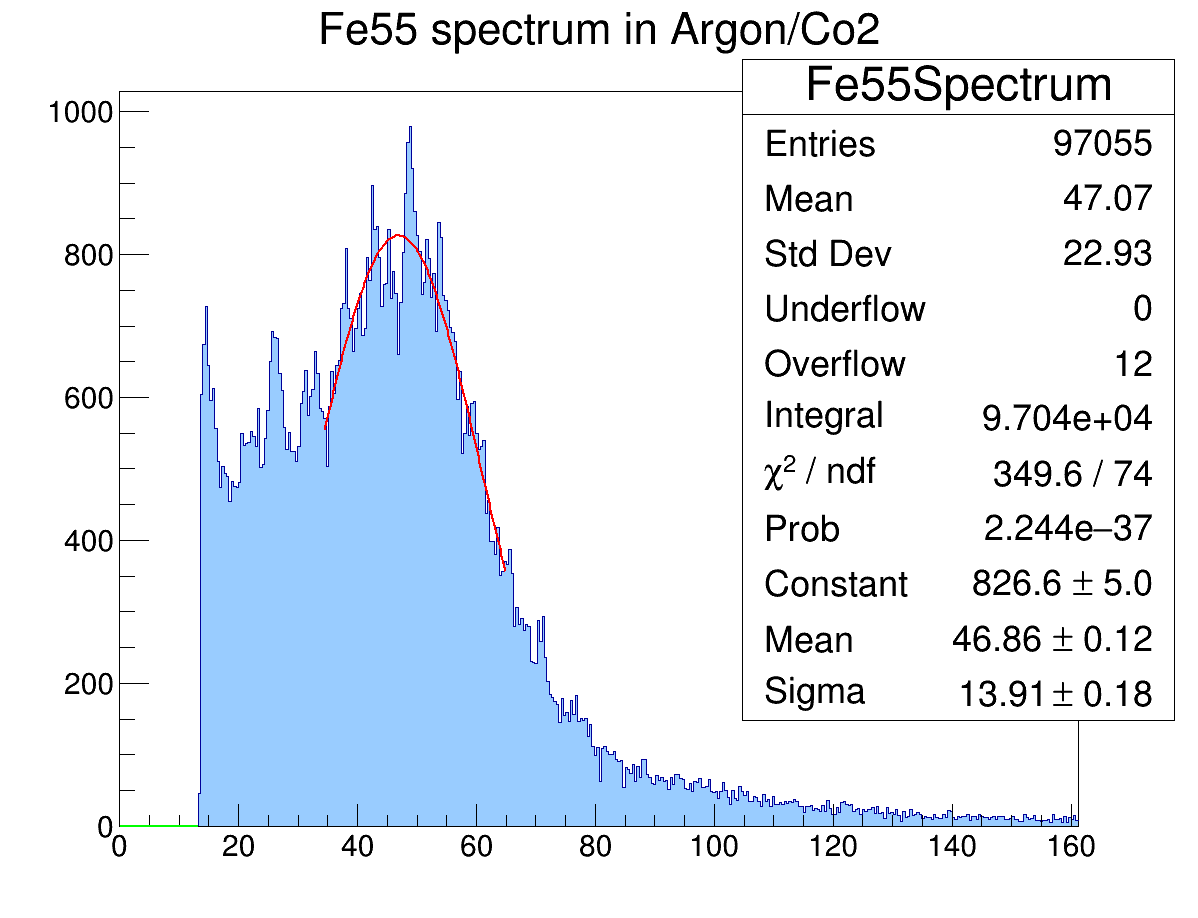 Fe55 spectrum in Argon/Co2
Fe55Spectrum
Entries 97055
Mean 47.07
Std Dev 22.93
Underflow 0
Overflow 12
Integral 9.704e+04
χ² / ndf 349.6 / 74
Prob 2.244e–37
Constant 826.6 ± 5.0
Mean 46.86 ± 0.12
Sigma 13.91 ± 0.18
1000
800
600
400
200
0
0 20 40 60 80 100 120 140 160